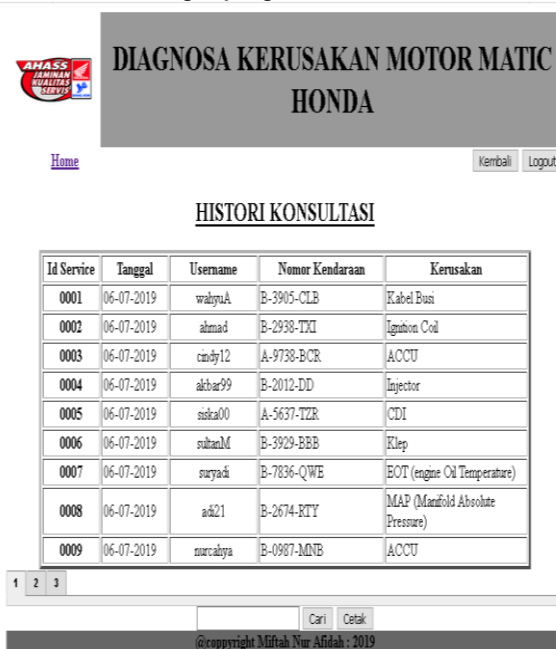 AHASS
JAMINAN
KUALITAS
SERVIS
DIAGNOSA KERUSAKAN MOTOR MATIC
HONDA
Home
Kembali Logout
HISTORI KONSULTASI
Id Service Tanggal Username Nomor Kendaraan Kerusakan
0001 06-07-2019 wahyuA B-3905-CLB Kabel Busi
0002 06-07-2019 ahmad B-2938-TXI Ignition Coil
0003 06-07-2019 cindy12 A-9738-BCR ACCU
0004 06-07-2019 akbar99 B-2012-DD Injector
0005 06-07-2019 siska00 A-5637-TZR CDI
0006 06-07-2019 sultanM B-3929-BBB Klep
0007 06-07-2019 suryadi B-7836-QWE EOT (engine Oil Temperature)
0008 06-07-2019 adi21 B-2674-RTY MAP (Manifold Absolute
Pressure)
0009 06-07-2019 nurcahya B-0987-MNB ACCU
1 2 3
Cari Cetak
@coppyright Miftah Nur Afidah : 2019